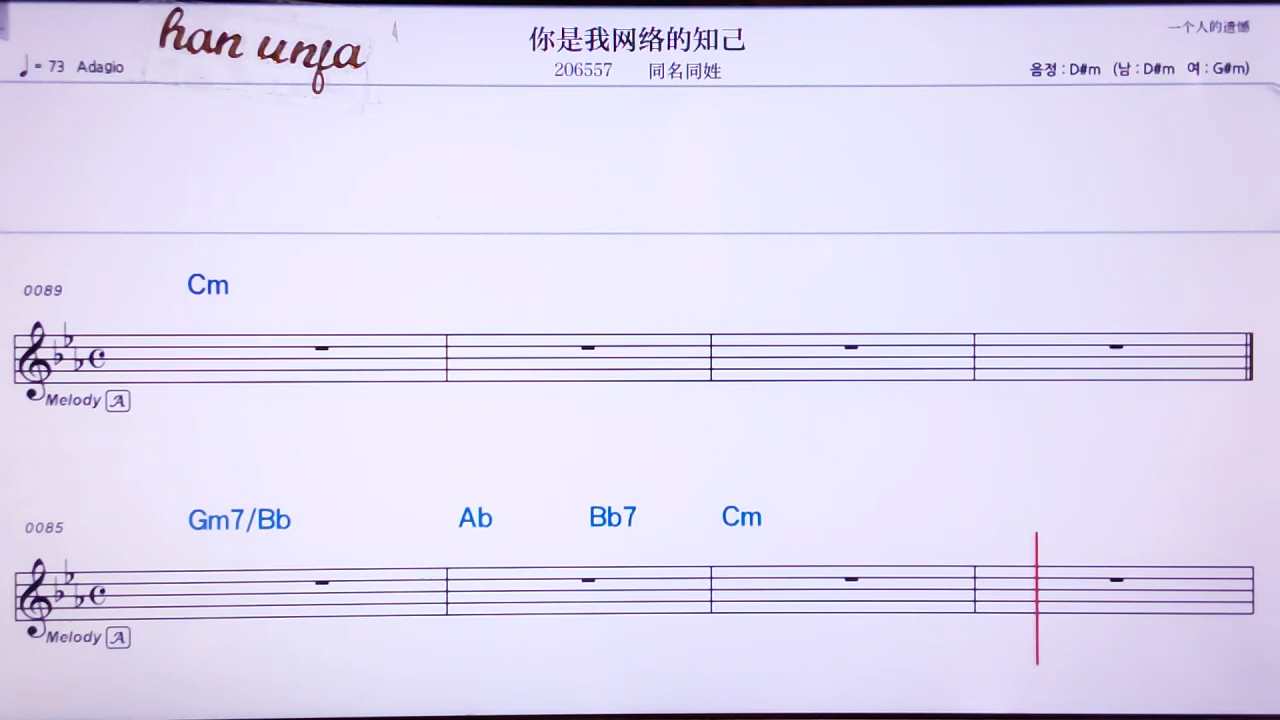 han unfa
你是我网络的知己
一个人的遗憾
♩= 73 Adagio
206557 同名同姓
음정 : D#m (남 : D#m 여 : G#m)
0089
Cm
Melody A
0085
Gm7/Bb Ab Bb7 Cm
Melody A